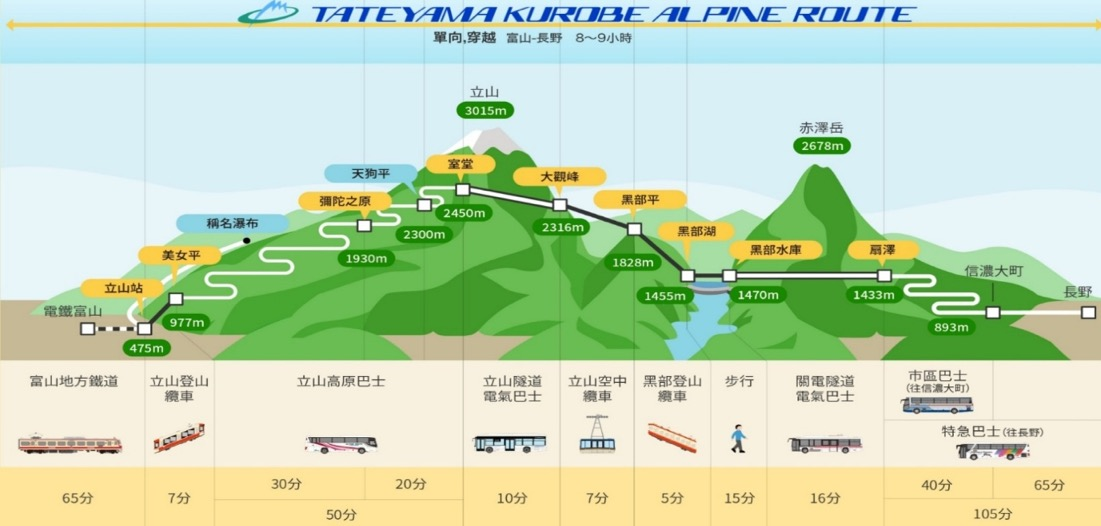 TATEYAMA KUROBE ALPINE ROUTE
單向,穿越 富山-長野 8～9小時
立山
3015m
赤澤岳
2678m
室堂
天狗平
大觀峰
彌陀之原
黑部平
2450m
稱名瀑布
2300m
2316m
黑部湖
美女平
1930m
1828m
黑部水庫
扇澤
信濃大町
立山站
長野
電鐵富山
977m
1455m
1470m
1433m
893m
475m
富山地方鐵道
立山登山
纜車
立山高原巴士
立山隧道
電氣巴士
立山空中
纜車
黑部登山
纜車
步行
關電隧道
電氣巴士
市區巴士
(往信濃大町)
特急巴士(往長野)
65分
7分
30分
20分
50分
10分
7分
5分
15分
16分
40分
65分
105分